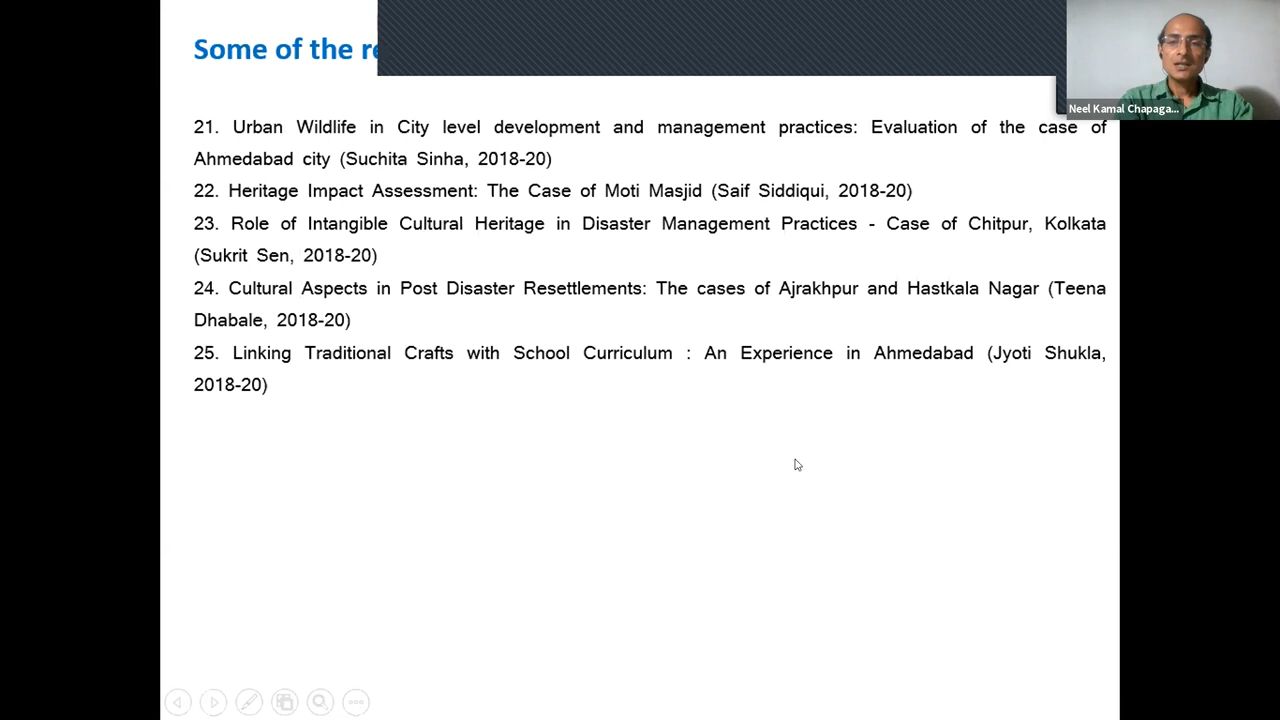 Some of the re
Neel Kamal Chapaga...
21. Urban Wildlife in City level development and management practices: Evaluation of the case of
Ahmedabad city (Suchita Sinha, 2018-20)
22. Heritage Impact Assessment: The Case of Moti Masjid (Saif Siddiqui, 2018-20)
23. Role of Intangible Cultural Heritage in Disaster Management Practices - Case of Chitpur, Kolkata
(Sukrit Sen, 2018-20)
24. Cultural Aspects in Post Disaster Resettlements: The cases of Ajrakhpur and Hastkala Nagar (Teena
Dhabale, 2018-20)
25. Linking Traditional Crafts with School Curriculum : An Experience in Ahmedabad (Jyoti Shukla,
2018-20)